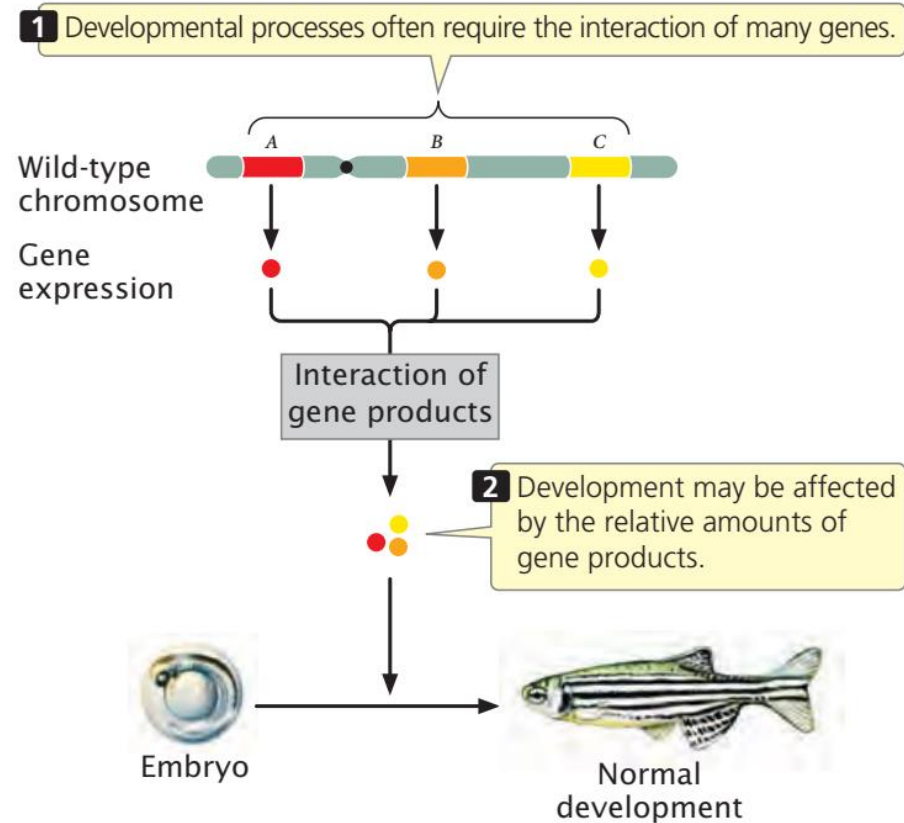 1 Developmental processes often require the interaction of many genes.
A B C
Wild-type
chromosome
Gene
expression
Interaction of
gene products
2 Development may be affected
by the relative amounts of
gene products.
Embryo
Normal
development